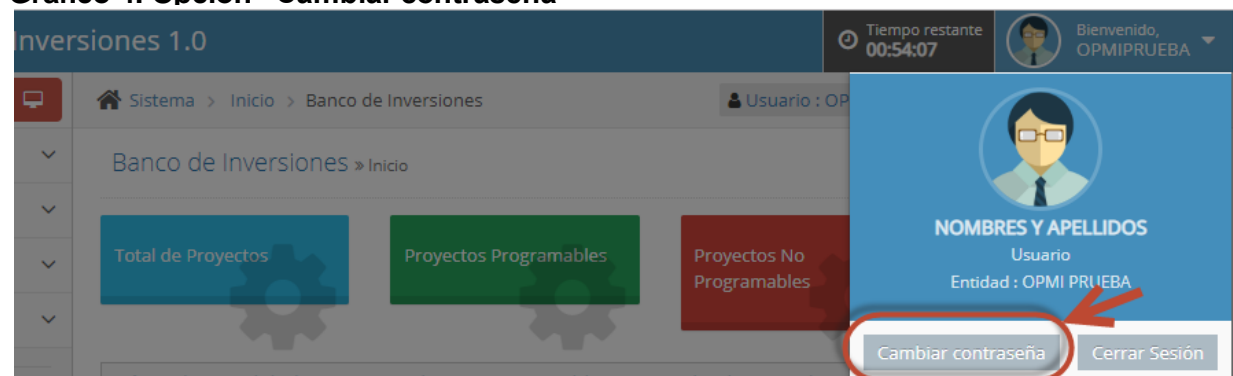 Gráfico 4. Opción "Cambiar contraseña"
Inversiones 1.0
Tiempo restante
00:54:07
Bienvenido,
OPMIPRUEBA
Sistema > Inicio > Banco de Inversiones
Usuario : OP
Banco de Inversiones » Inicio
Total de Proyectos
Proyectos Programables
Proyectos No
Programables
NOMBRES Y APELLIDOS
Usuario
Entidad : OPMI PRUEBA
Cambiar contraseña
Cerrar Sesión